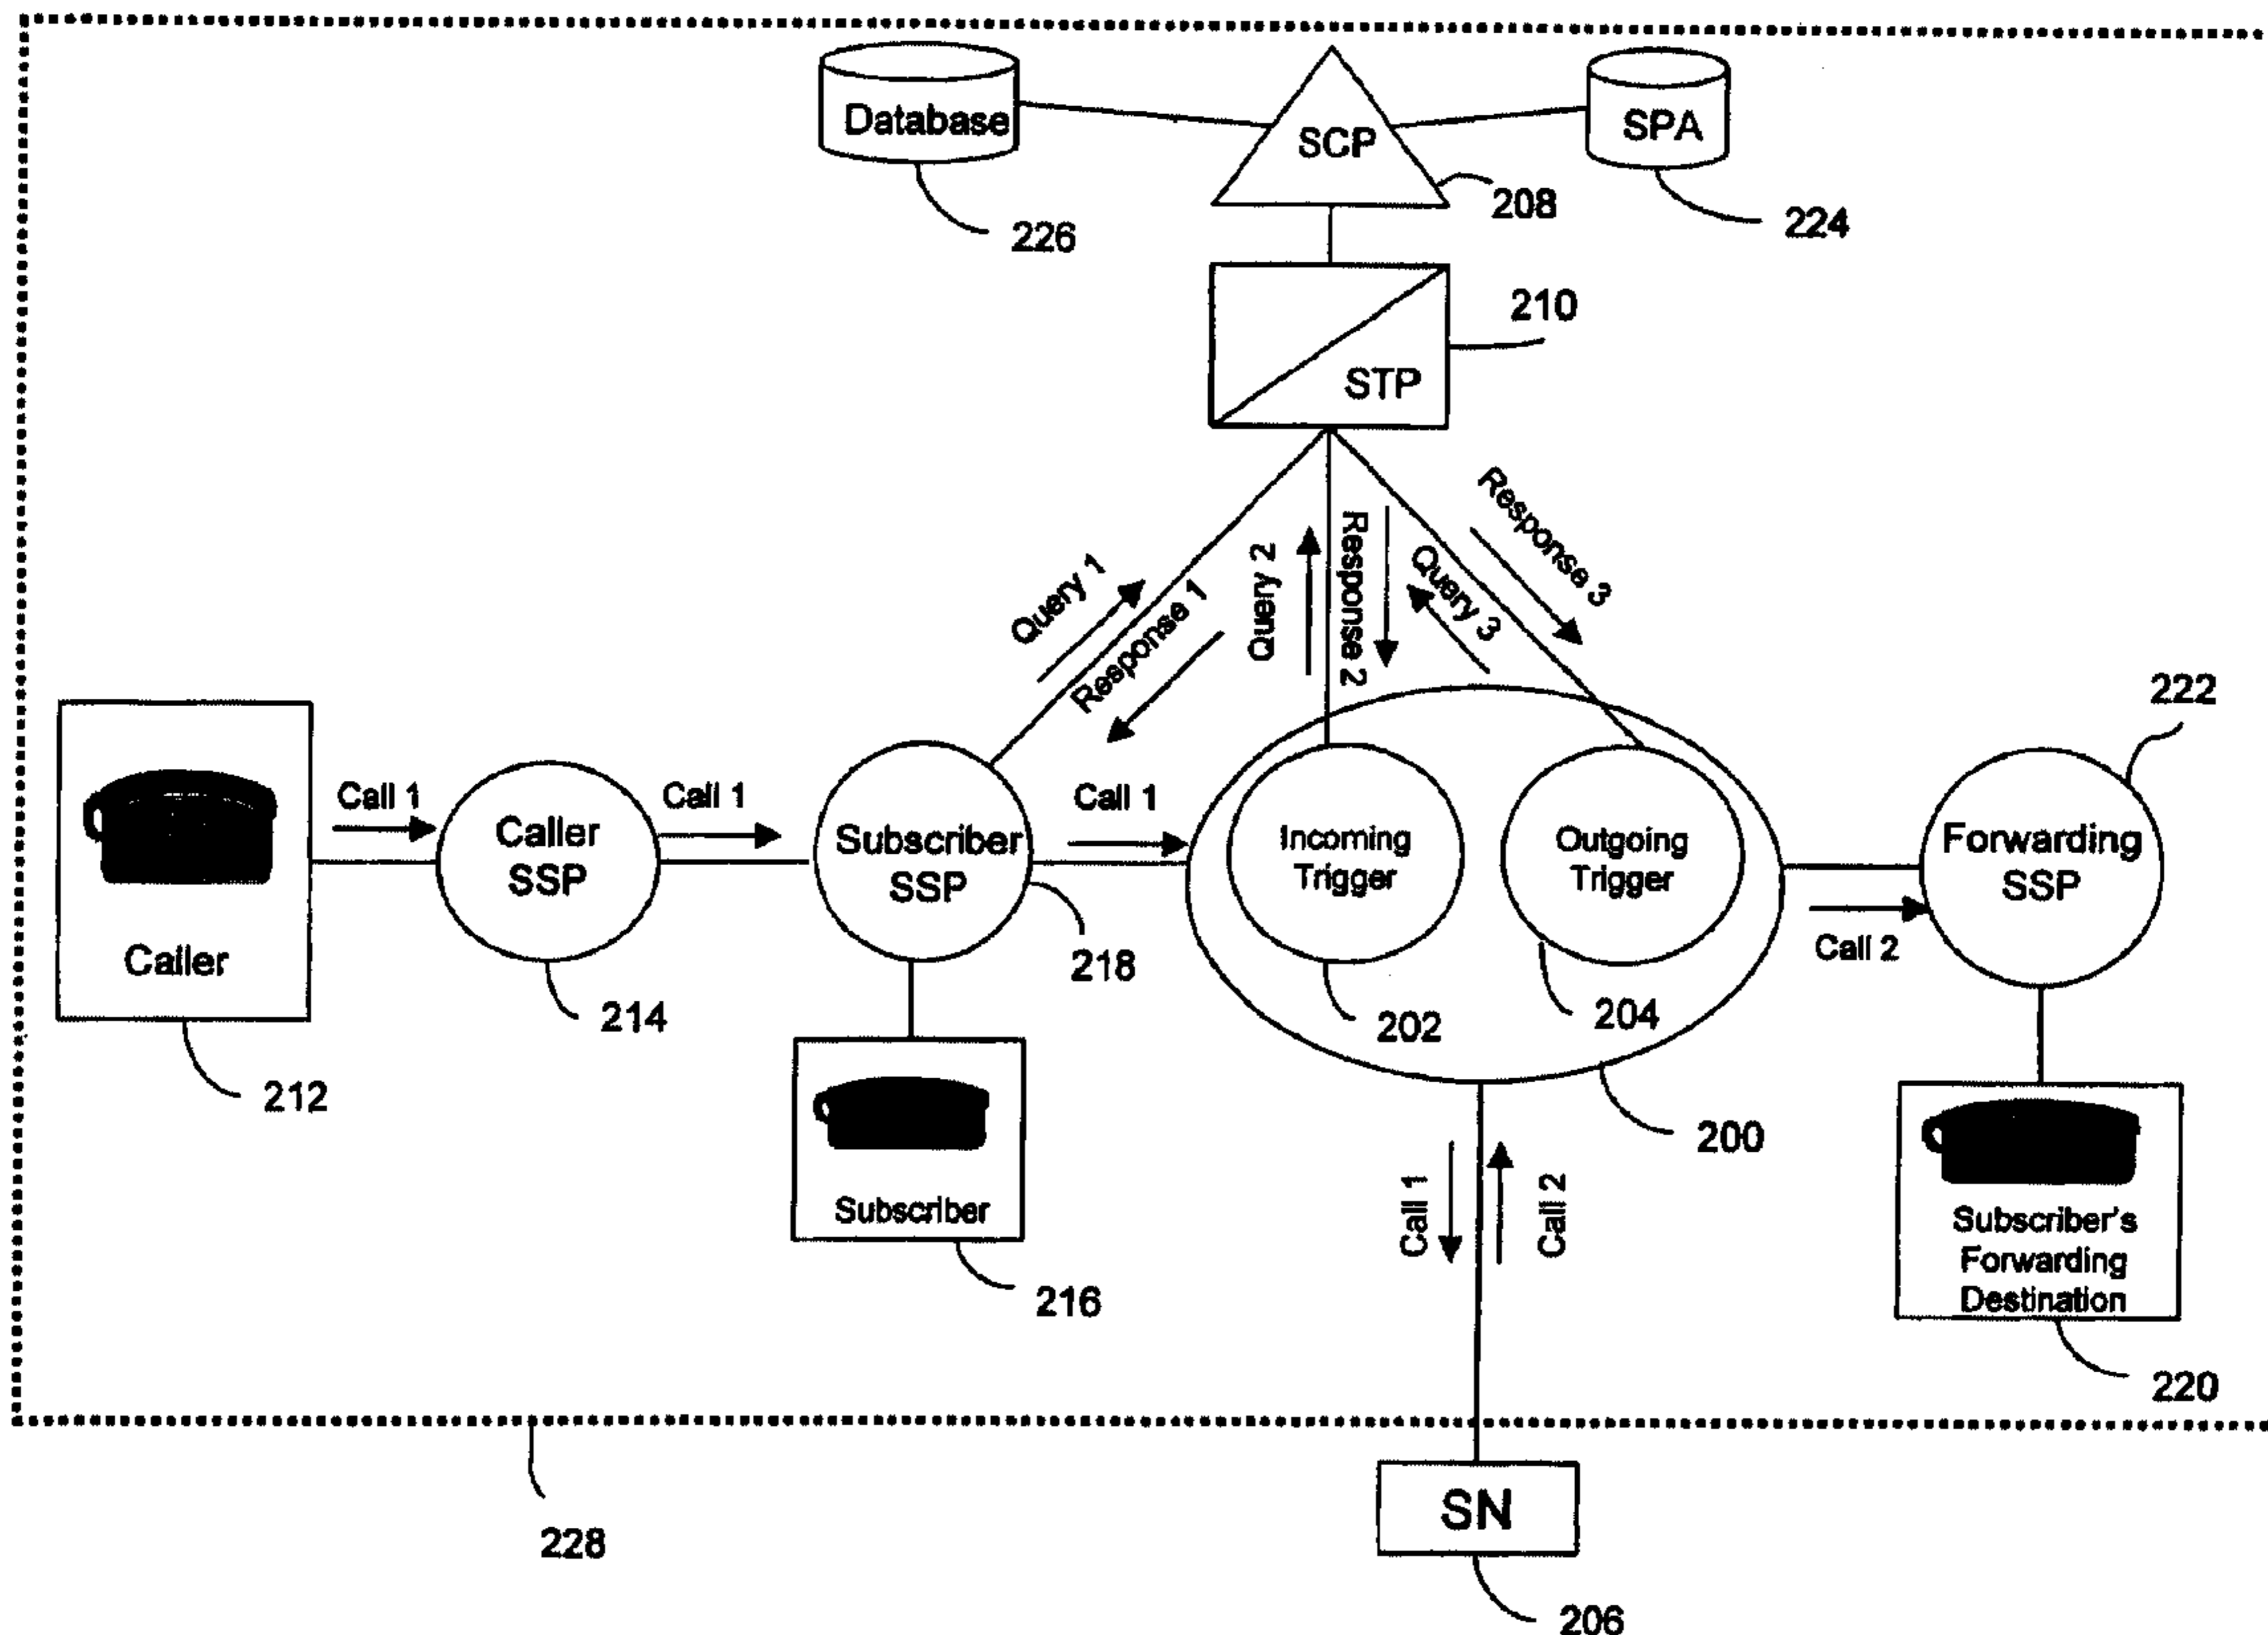 Database
SCP
SPA
226
208
224
210
STP
Query 1
Response 1
Query 2
Response 2
Query 3
Response 3
222
Call 1
Call 1
Call 1
Caller
SSP
Subscriber
SSP
Incoming
Trigger
Outgoing
Trigger
Forwarding
SSP
Call 2
Caller
214
218
202
204
212
200
Subscriber
216
Call 1
Call 2
Subscriber's
Forwarding
Destination
220
228
SN
206